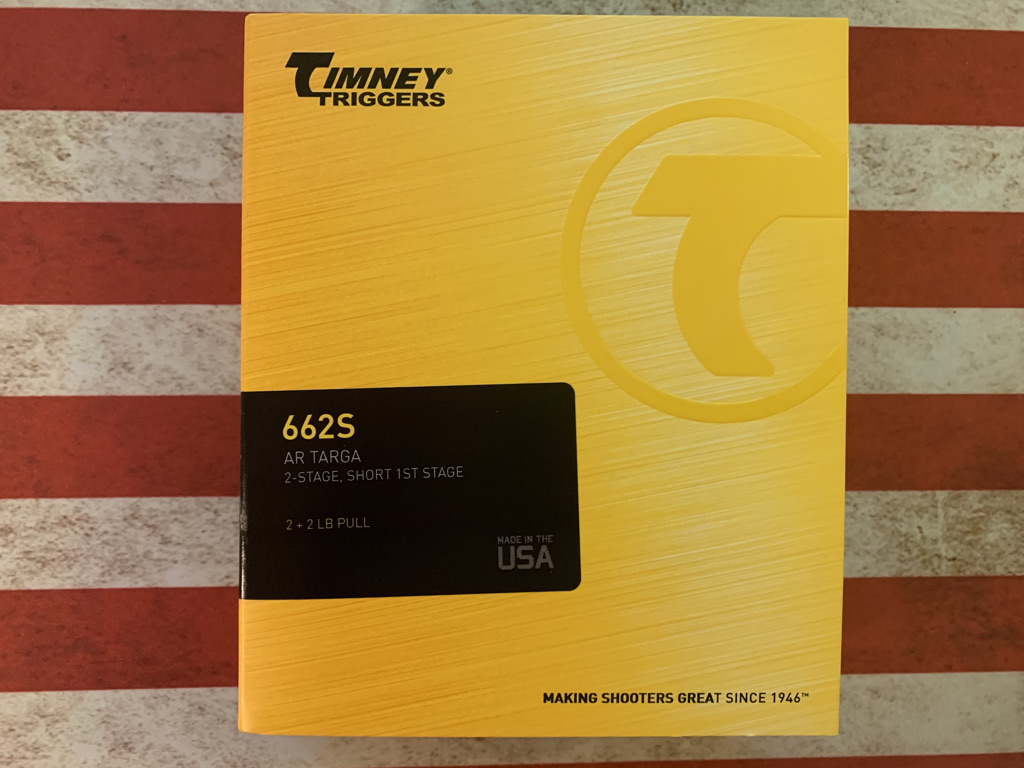 TIMNEY®
TRIGGERS
662S
AR TARGA
2-STAGE, SHORT 1ST STAGE
2 + 2 LB PULL
MADE IN THE
USA
MAKING SHOOTERS GREAT SINCE 1946™